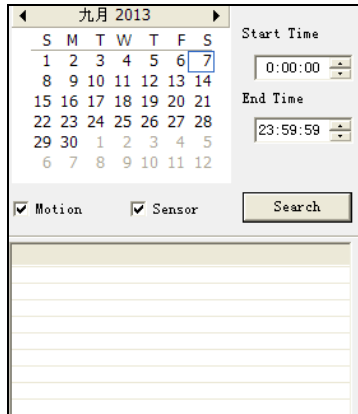 九月 2013
S M T W T F S
1 2 3 4 5 6 7
8 9 10 11 12 13 14
15 16 17 18 19 20 21
22 23 24 25 26 27 28
29 30 1 2 3 4 5
6 7 8 9 10 11 12
Start Time
0:00:00
End Time
23:59:59
Motion Sensor Search